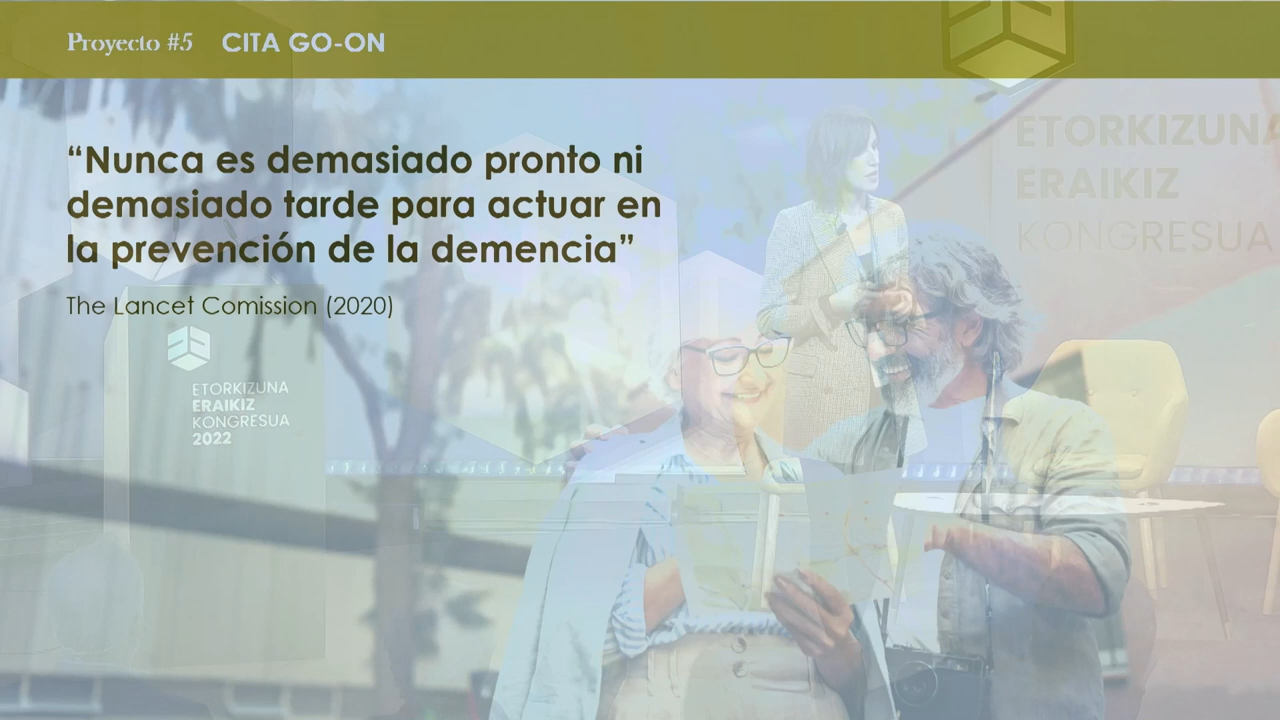 Proyecto #5 CITA GO-ON
“Nunca es demasiado pronto ni
demasiado tarde para actuar en
la prevención de la demencia”
The Lancet Comission (2020)
ETORKIZUNA
ERAIKIZ
KONGRESUA
ETORKIZUNA
ERAIKIZ
KONGRESUA
2022